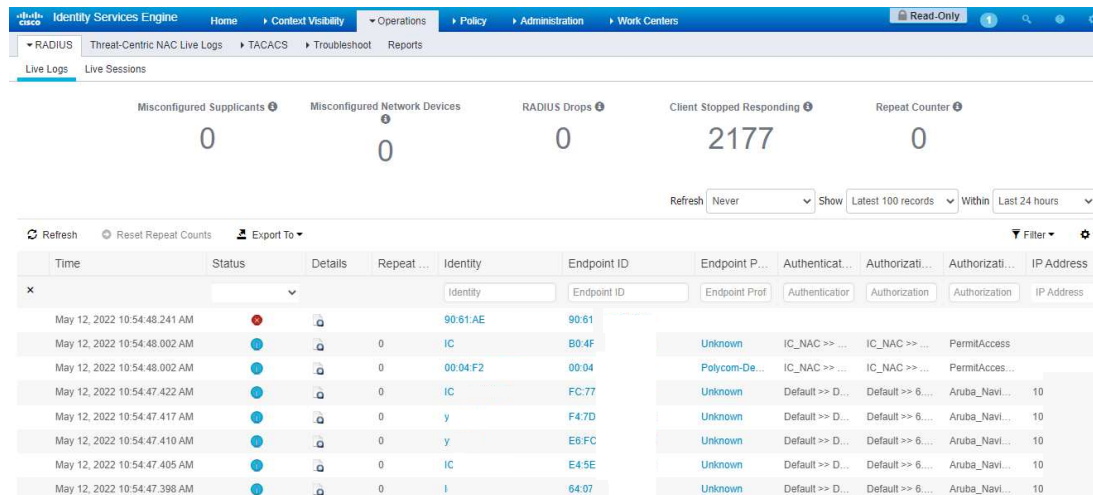 CISCO Identity Services Engine Home Context Visibility Operations Policy Administration Work Centers Read-Only 1
RADIUS Threat-Centric NAC Live Logs TACACS Troubleshoot Reports
Live Logs Live Sessions
Misconfigured Supplicants Misconfigured Network Devices RADIUS Drops Client Stopped Responding Repeat Counter
0 0 0 2177 0
Refresh Never Show Latest 100 records Within Last 24 hours
Refresh Reset Repeat Counts Export To Filter
Time Status Details Repeat ... Identity Endpoint ID Endpoint P... Authenticat... Authorizati... Authorizati... IP Address
× Identity Endpoint ID Endpoint Prof Authentication Authorization Authorization IP Address
May 12, 2022 10:54:48.241 AM 90:61:AE 90:61
May 12, 2022 10:54:48.002 AM 0 IC B0:4F Unknown IC_NAC >> ... IC_NAC >> ... PermitAccess
May 12, 2022 10:54:48.002 AM 0 00:04:F2 00:04 Polycom-De... IC_NAC >> ... IC_NAC >> ... PermitAcces...
May 12, 2022 10:54:47.422 AM 0 IC FC:77 Unknown Default >> D... Default >> 6.... Aruba_Navi... 10
May 12, 2022 10:54:47.417 AM 0 y F4:7D Unknown Default >> D... Default >> 6.... Aruba_Navi... 10
May 12, 2022 10:54:47.410 AM 0 y E6:FC Unknown Default >> D... Default >> 6.... Aruba_Navi... 10
May 12, 2022 10:54:47.405 AM 0 IC E4:5E Unknown Default >> D... Default >> 6.... Aruba_Navi... 10
May 12, 2022 10:54:47.398 AM 0 64:07 Unknown Default >> D... Default >> 6.... Aruba_Navi... 10